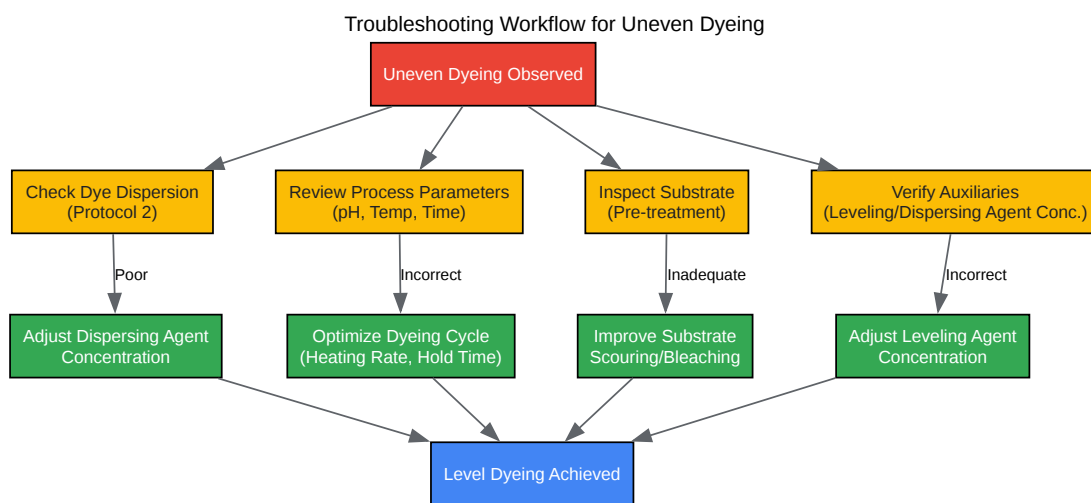 Troubleshooting Workflow for Uneven Dyeing
Uneven Dyeing Observed
Check Dye Dispersion
(Protocol 2)
Review Process Parameters
(pH, Temp, Time)
Inspect Substrate
(Pre-treatment)
Verify Auxiliaries
(Leveling/Dispersing Agent Conc.)
Poor
Incorrect
Inadequate
Incorrect
Adjust Dispersing Agent
Concentration
Optimize Dyeing Cycle
(Heating Rate, Hold Time)
Improve Substrate
Scouring/Bleaching
Adjust Leveling Agent
Concentration
Level Dyeing Achieved